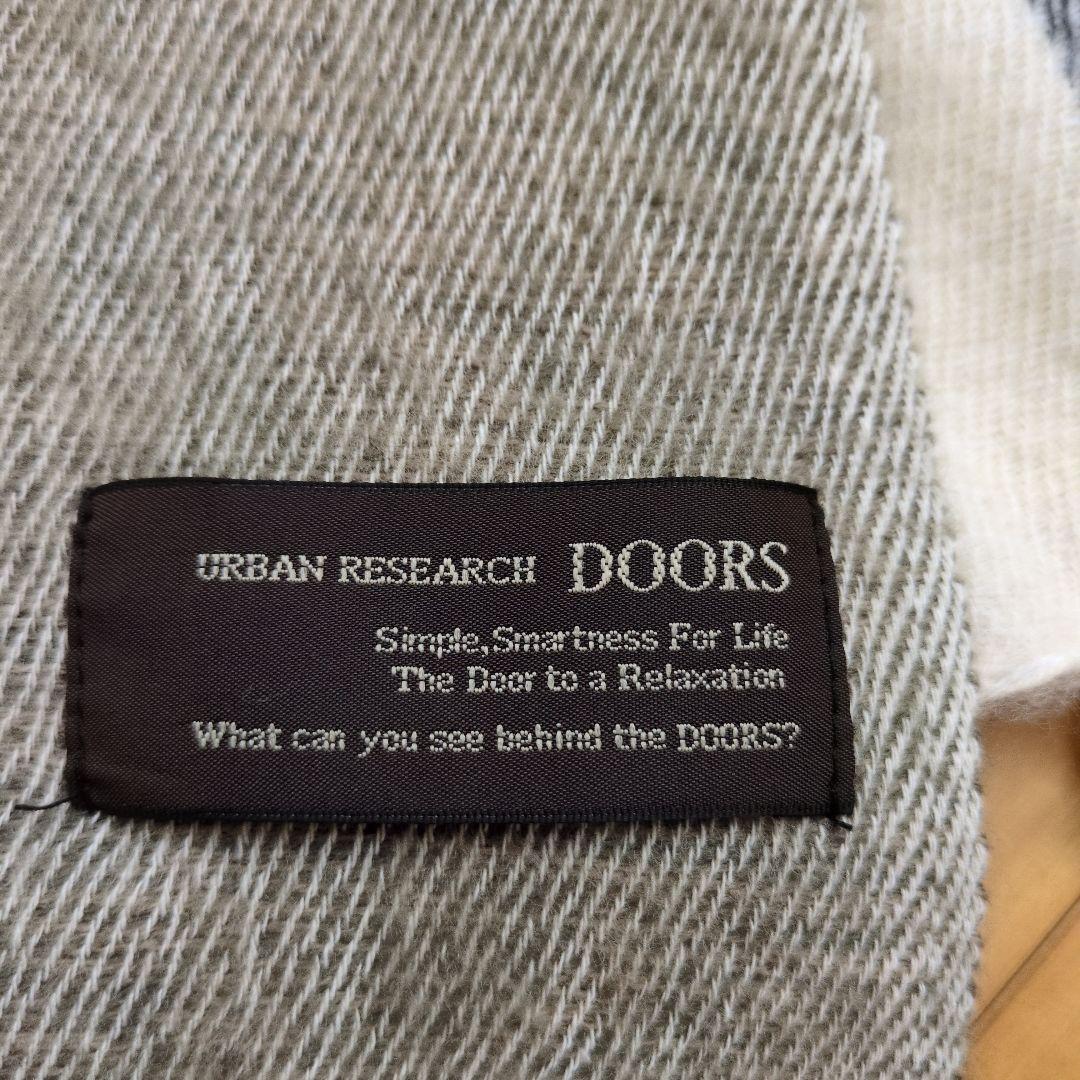 URBAN RESEARCH DOORS
Simple,Smartness For Life
The Door to a Relaxation
What can you see behind the DOORS?